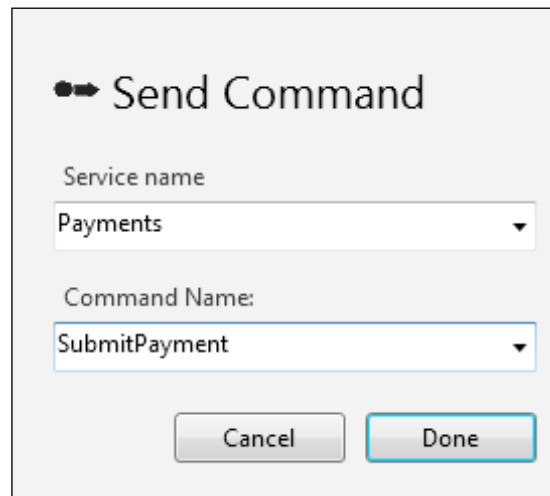 Send Command
Service name
Payments
Command Name:
SubmitPayment
Cancel Done